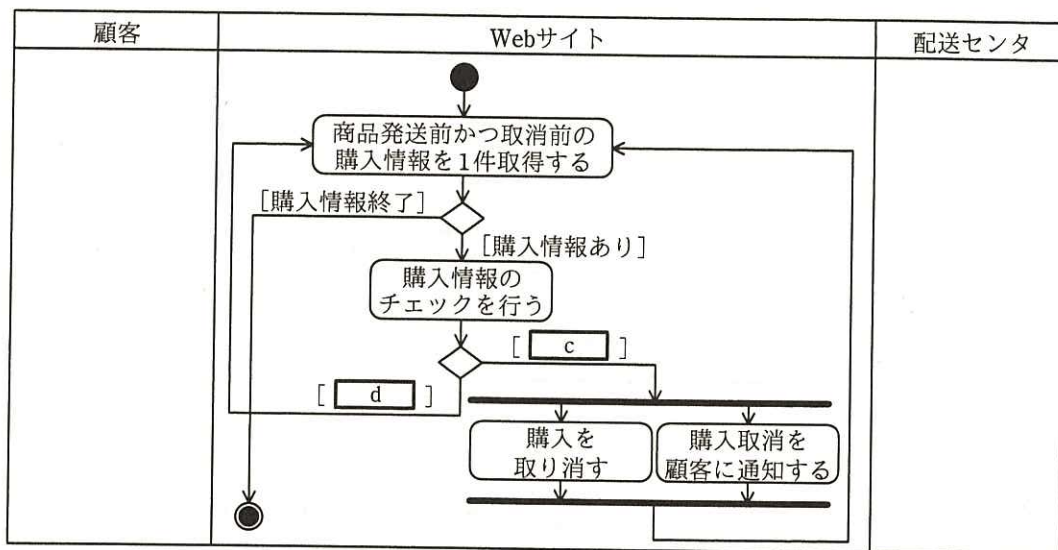 顧客
Webサイト
配送センタ
商品発送前かつ取消前の
購入情報を1件取得する
[購入情報終了]
[購入情報あり]
購入情報の
チェックを行う
[ c ]
[ d ]
購入を
取り消す
購入取消を
顧客に通知する